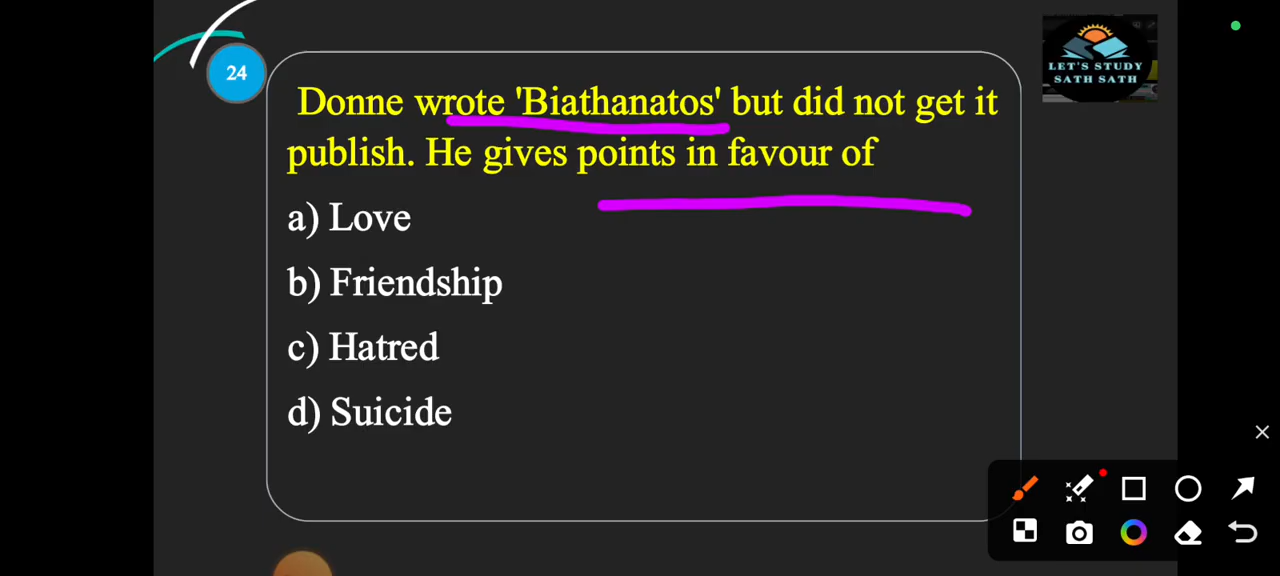 24
LET'S STUDY
SATH SATH
Donne wrote 'Biathanatos' but did not get it
publish. He gives points in favour of
a) Love
b) Friendship
c) Hatred
d) Suicide